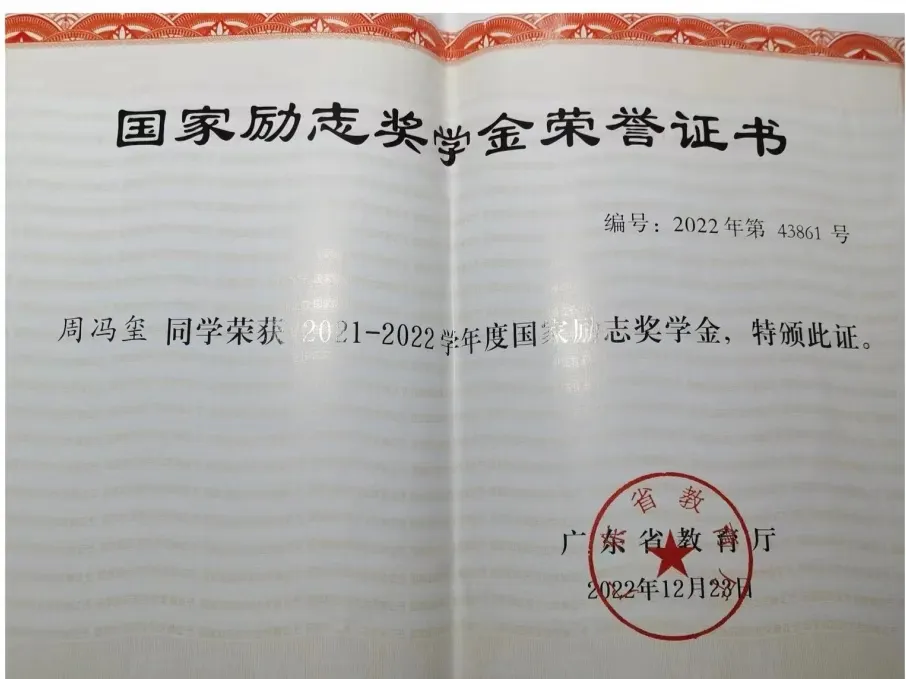 国家励志奖学金荣誉证书
编号：2022年第 43861 号
周冯玺 同学荣获 2021-2022学年度国家励志奖学金，特颁此证。
广东省教育厅
2022年12月23日